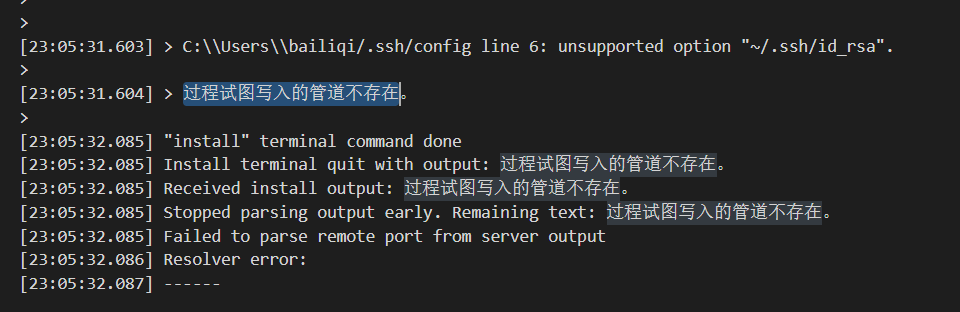 >
[23:05:31.603] > C:\\Users\\bailiqi/.ssh/config line 6: unsupported option "~/.ssh/id_rsa".
>
[23:05:31.604] > 过程试图写入的管道不存在。
>
[23:05:32.085] "install" terminal command done
[23:05:32.085] Install terminal quit with output: 过程试图写入的管道不存在。
[23:05:32.085] Received install output: 过程试图写入的管道不存在。
[23:05:32.085] Stopped parsing output early. Remaining text: 过程试图写入的管道不存在。
[23:05:32.085] Failed to parse remote port from server output
[23:05:32.086] Resolver error:
[23:05:32.087] ------